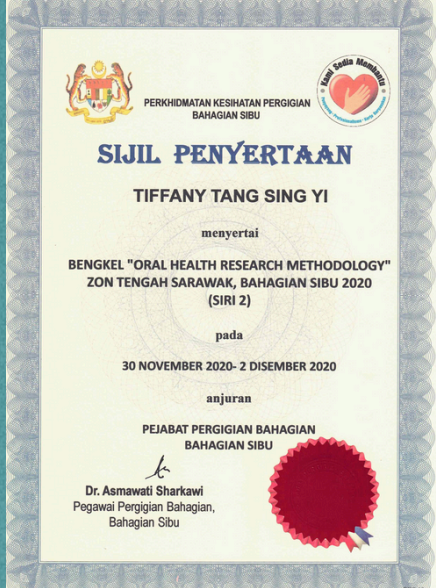 Kami Sedia Membantu
PERKHIDMATAN KESIHATAN PERGIGIAN
BAHAGIAN SIBU
SIJIL PENYERTAAN
TIFFANY TANG SING YI
menyertai
BENGKEL "ORAL HEALTH RESEARCH METHODOLOGY"
ZON TENGAH SARAWAK, BAHAGIAN SIBU 2020
(SIRI 2)
pada
30 NOVEMBER 2020- 2 DISEMBER 2020
anjuran
PEJABAT PERGIGIAN BAHAGIAN
BAHAGIAN SIBU
Dr. Asmawati Sharkawi
Pegawai Pergigian Bahagian,
Bahagian Sibu